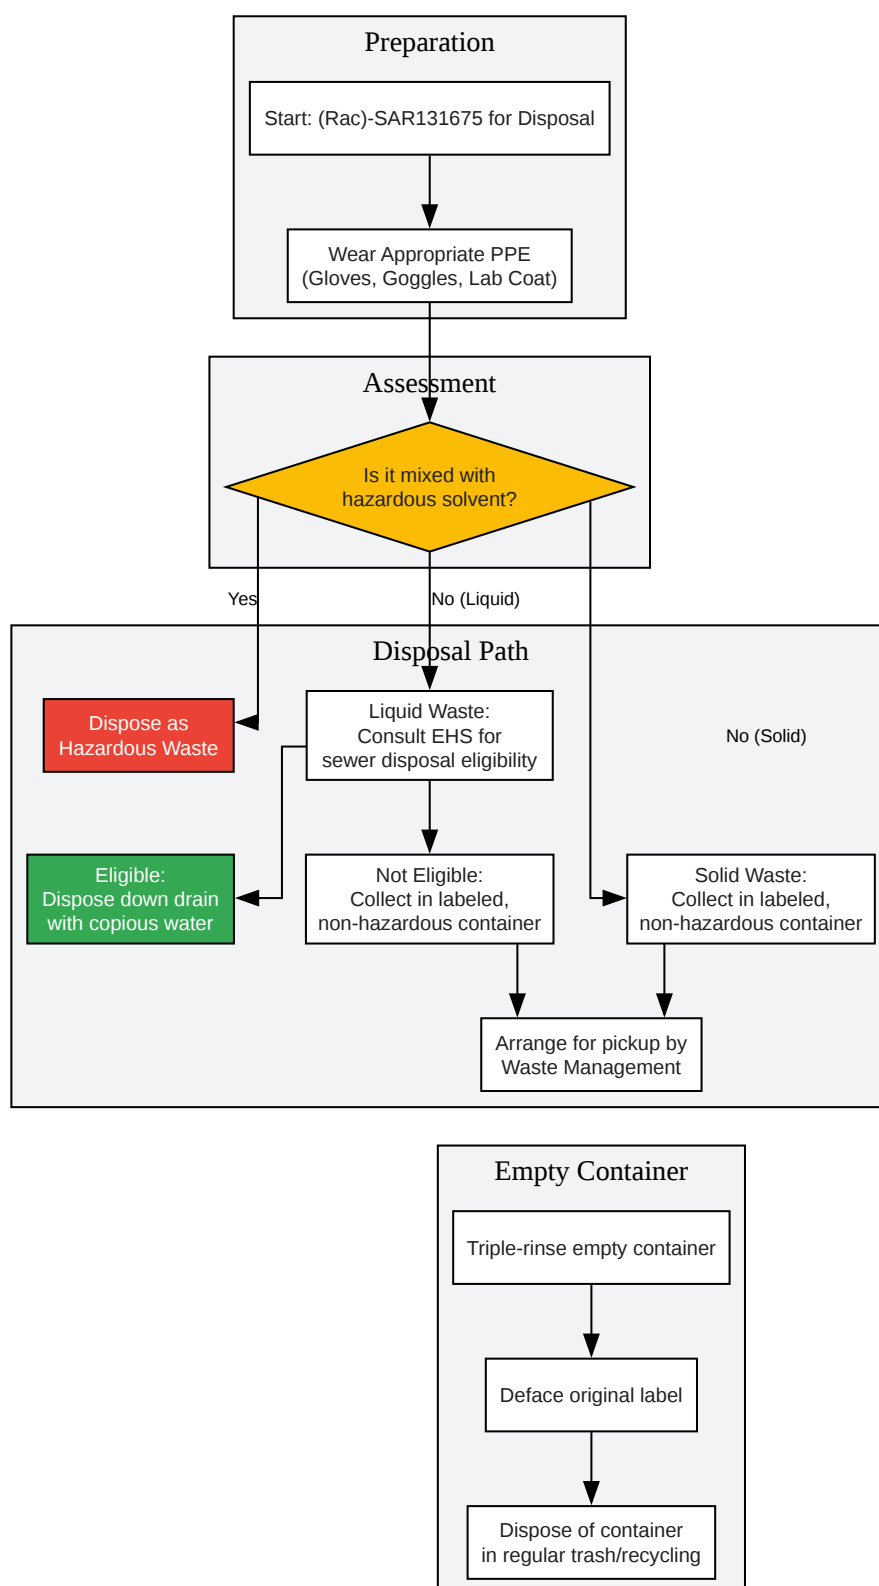 Preparation
Start: (Rac)-SAR131675 for Disposal
Wear Appropriate PPE
(Gloves, Goggles, Lab Coat)
Assessment
Is it mixed with
hazardous solvent?
Yes
No (Liquid)
Disposal Path
Dispose as
Hazardous Waste
Liquid Waste:
Consult EHS for
sewer disposal eligibility
No (Solid)
Eligible:
Dispose down drain
with copious water
Not Eligible:
Collect in labeled,
non-hazardous container
Solid Waste:
Collect in labeled,
non-hazardous container
Arrange for pickup by
Waste Management
Empty Container
Triple-rinse empty container
Deface original label
Dispose of container
in regular trash/recycling